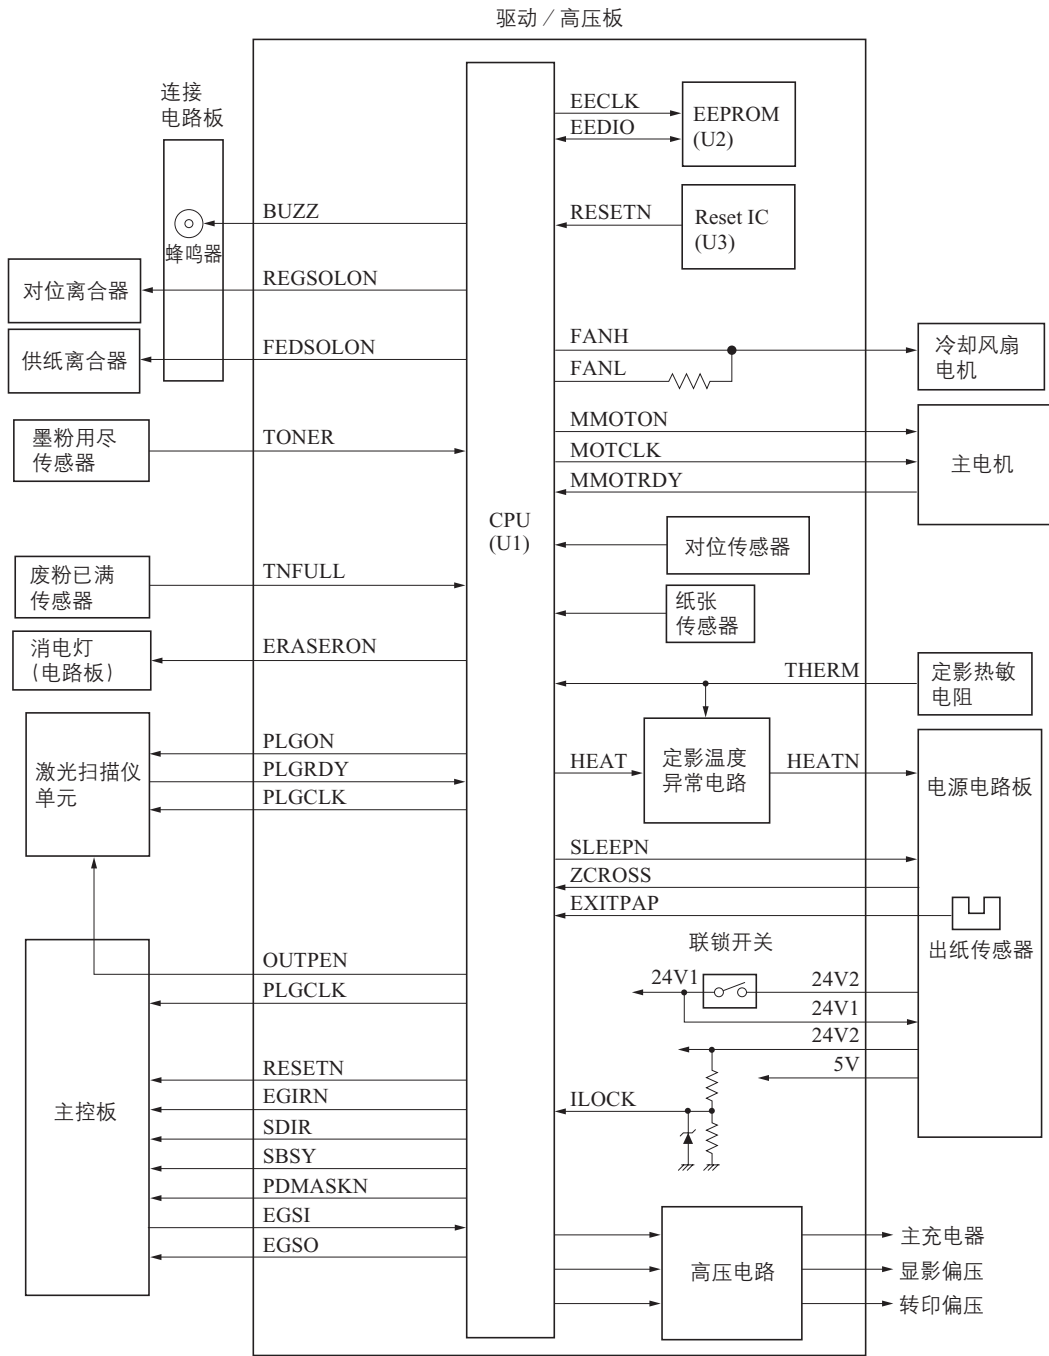 驱动 / 高压板
连接
电路板
蜂鸣器
对位离合器
供纸离合器
墨粉用尽
传感器
废粉已满
传感器
消电灯
(电路板)
激光扫描仪
单元
主控板
BUZZ
REGSOLON
FEDSOLON
TONER
TNFULL
ERASERON
PLGON
PLGRDY
PLGCLK
OUTPEN
PLGCLK
RESETN
EGIRN
SDIR
SBSY
PDMASKN
EGSI
EGSO
CPU
(U1)
EECLK
EEDIO
EEPROM
(U2)
RESETN
Reset IC
(U3)
FANH
FANL
冷却风扇
电机
MMOTON
MOTCLK
MMOTRDY
主电机
对位传感器
纸张
传感器
THERM
定影热敏
电阻
HEAT
定影温度
异常电路
HEATN
电源电路板
SLEEPN
ZCROSS
EXITPAP
出纸传感器
联锁开关
24V1
24V2
24V1
24V2
5V
ILOCK
高压电路
主充电器
显影偏压
转印偏压